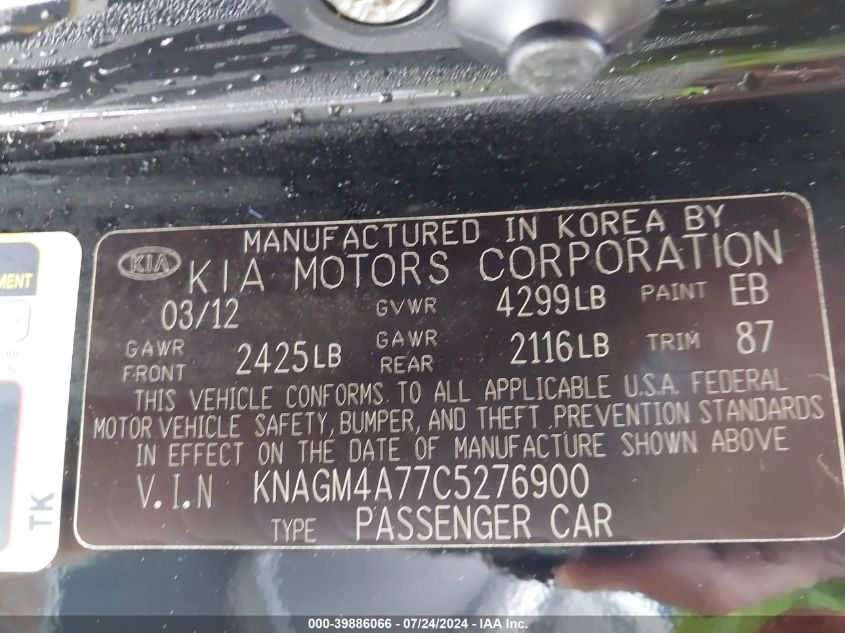 MANUFACTURED IN KOREA BY
KIA KIA MOTORS CORPORATION
03/12 GVWR 4299LB PAINT EB
GAWR FRONT 2425LB GAWR REAR 2116LB TRIM 87
THIS VEHICLE CONFORMS TO ALL APPLICABLE U.S.A. FEDERAL
MOTOR VEHICLE SAFETY, BUMPER, AND THEFT PREVENTION STANDARDS
IN EFFECT ON THE DATE OF MANUFACTURE SHOWN ABOVE
V.I.N KNAGM4A77C5276900
TYPE PASSENGER CAR
TK
000-39886066 - 07/24/2024 - IAA Inc.